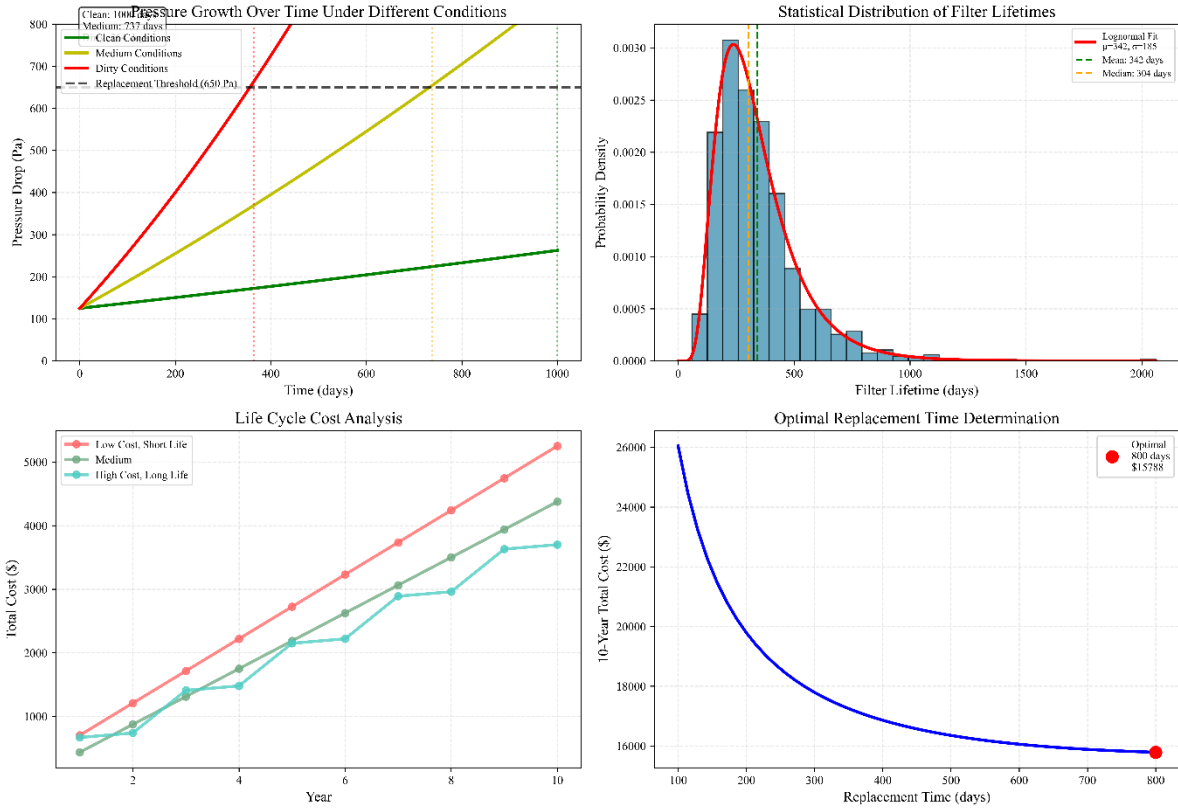 Pressure Growth Over Time Under Different Conditions
Clean: 1000 days
Medium: 737 days
Clean Conditions
Medium Conditions
Dirty Conditions
Replacement Threshold (650 Pa)
Pressure Drop (Pa)
800
700
600
500
400
300
200
100
0
0 200 400 600 800 1000
Time (days)
Statistical Distribution of Filter Lifetimes
Lognormal Fit
μ=342, σ=185
Mean: 342 days
Medium: 304 days
Probability Density
0.0030
0.0025
0.0020
0.0015
0.0010
0.0005
0.0000
0 500 1000 1500 2000
Filter Lifetime (days)
Life Cycle Cost Analysis
Low Cost, Short Life
Medium
High Cost, Long Life
Total Cost ($)
5000
4000
3000
2000
1000
2 4 6 8 10
Year
Optimal Replacement Time Determination
Optimal
800 days
$15788
10-Year Total Cost ($)
26000
24000
22000
20000
18000
16000
100 200 300 400 500 600 700 800
Replacement Time (days)